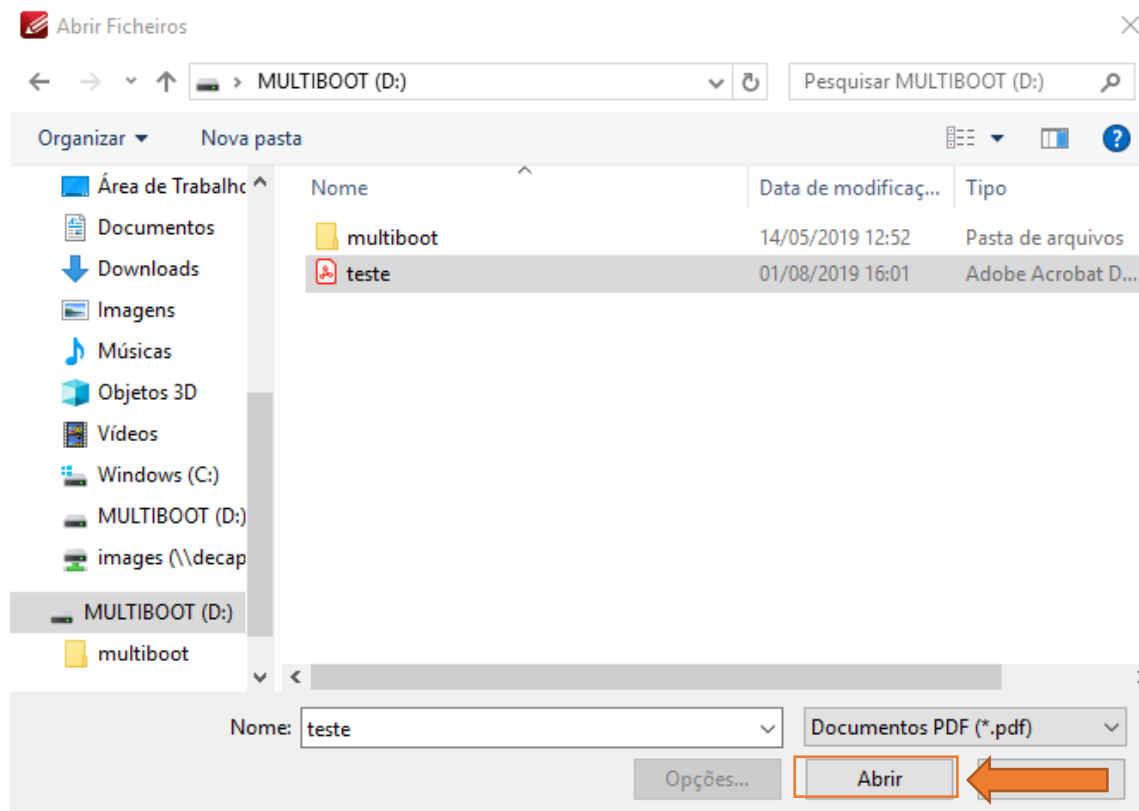 Abrir Ficheiros
MULTIBOOT (D:)
Pesquisar MULTIBOOT (D:)
Organizar
Nova pasta
Área de Trabalho
Documentos
Downloads
Imagens
Músicas
Objetos 3D
Vídeos
Windows (C:)
MULTIBOOT (D:)
images (\\decap
MULTIBOOT (D:)
multiboot
Nome Data de modificaç... Tipo
multiboot 14/05/2019 12:52 Pasta de arquivos
teste 01/08/2019 16:01 Adobe Acrobat D...
Nome: teste Documentos PDF (*.pdf)
Opções... Abrir